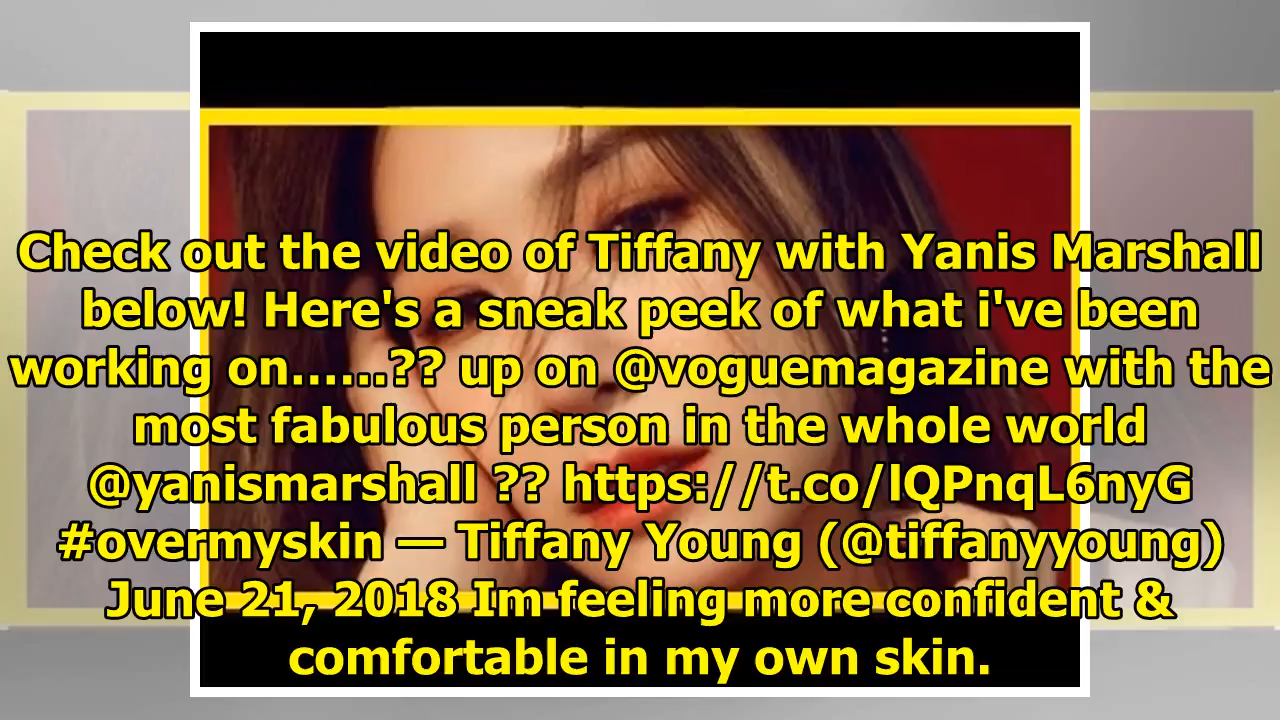 Check out the video of Tiffany with Yanis Marshall
below! Here's a sneak peek of what i've been
working on......?? up on @voguemagazine with the
most fabulous person in the whole world
@yanismarshall ?? https://t.co/lQPnqL6nyG
#overmyskin — Tiffany Young (@tiffanyyoung)
June 21, 2018 Im feeling more confident &
comfortable in my own skin.